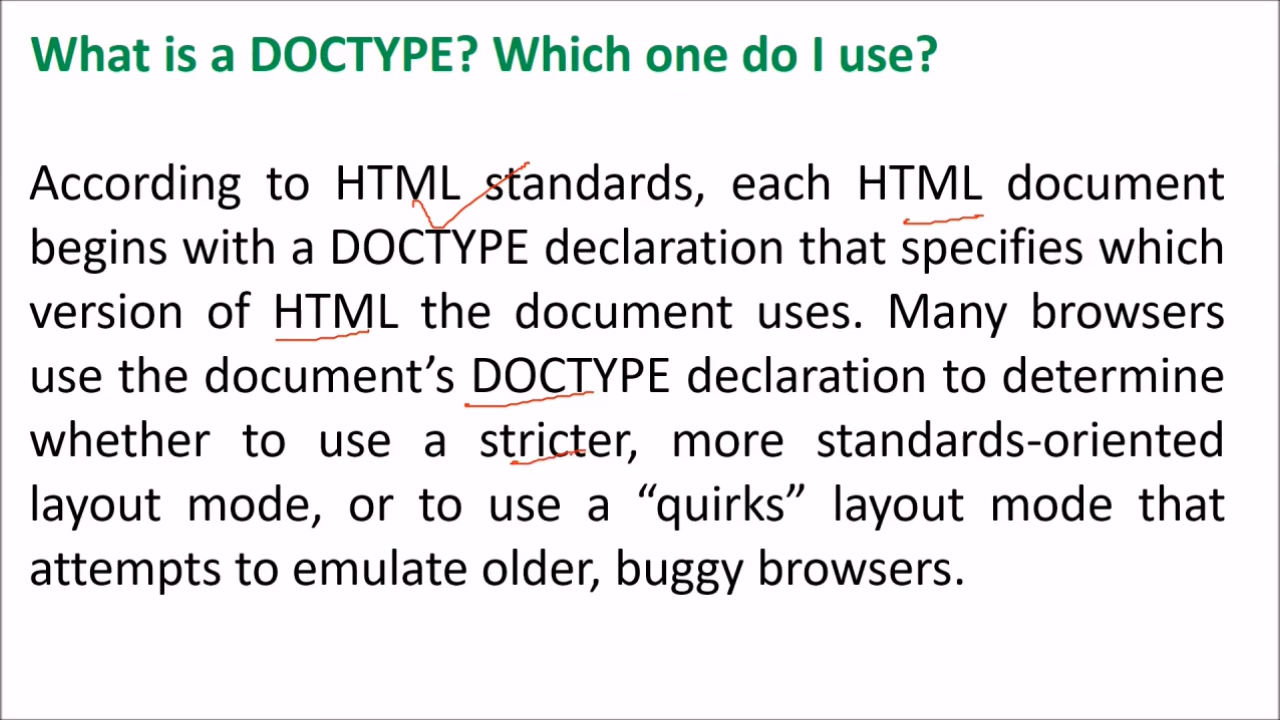 What is a DOCTYPE? Which one do I use?
According to HTML standards, each HTML document
begins with a DOCTYPE declaration that specifies which
version of HTML the document uses. Many browsers
use the document’s DOCTYPE declaration to determine
whether to use a stricter, more standards-oriented
layout mode, or to use a “quirks” layout mode that
attempts to emulate older, buggy browsers.